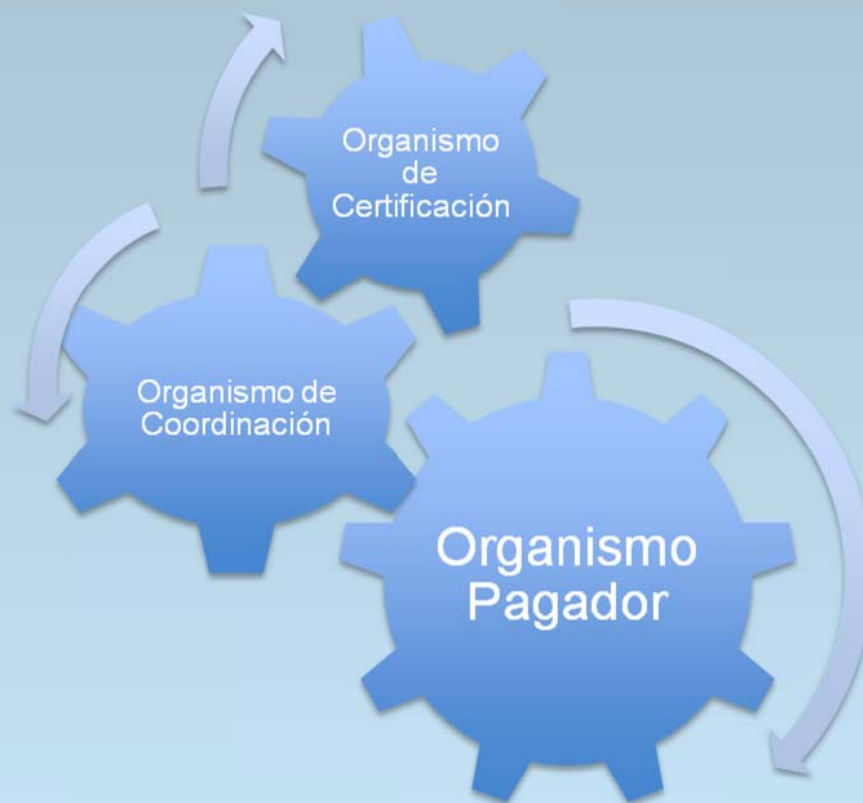 Organismo
de
Certificación
Organismo de
Coordinación
Organismo
Pagador